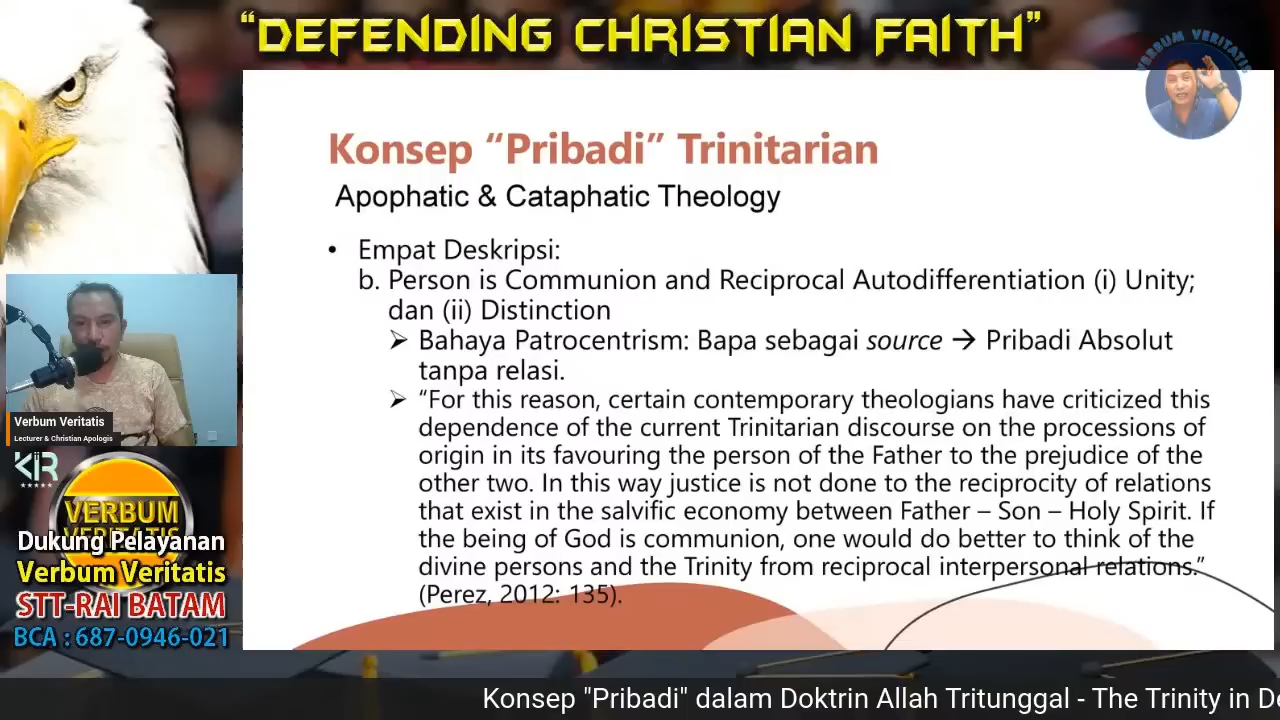 “DEFENDING CHRISTIAN FAITH”
VERBUM VERITATIS
Konsep “Pribadi” Trinitarian
Apophatic & Cataphatic Theology
• Empat Deskripsi:
b. Person is Communion and Reciprocal Autodifferentiation (i) Unity;
dan (ii) Distinction
➢ Bahaya Patrocentrism: Bapa sebagai source → Pribadi Absolut
tanpa relasi.
➢ “For this reason, certain contemporary theologians have criticized this
dependence of the current Trinitarian discourse on the processions of
origin in its favouring the person of the Father to the prejudice of the
other two. In this way justice is not done to the reciprocity of relations
that exist in the salvific economy between Father – Son – Holy Spirit. If
the being of God is communion, one would do better to think of the
divine persons and the Trinity from reciprocal interpersonal relations.”
(Perez, 2012: 135).
Verbum Veritatis
Lecturer & Christian Apologis
KIR
VERBUM
VERITATIS
Dukung Pelayanan
Verbum Veritatis
STT-RAI BATAM
BCA : 687-0946-021
Konsep "Pribadi" dalam Doktrin Allah Tritunggal - The Trinity in De